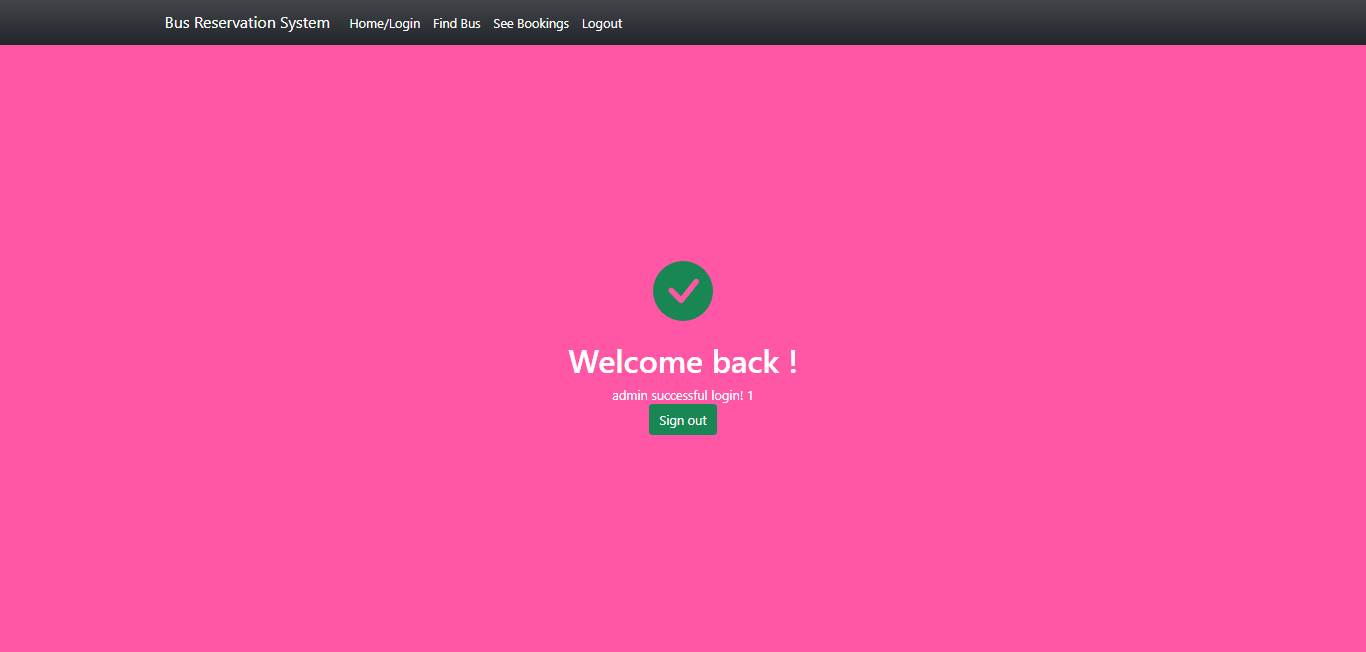 Bus Reservation System Home/Login Find Bus See Bookings Logout
Welcome back !
admin successful login! 1
Sign out